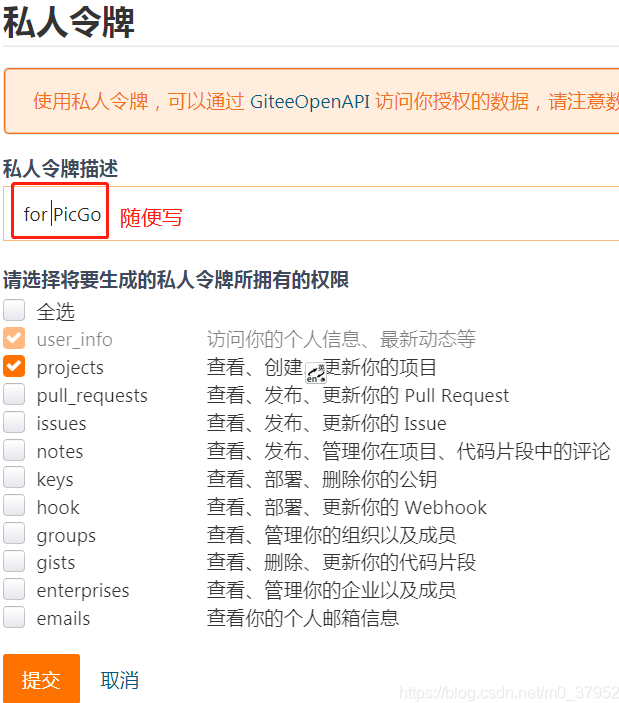 私人令牌
使用私人令牌，可以通过 GiteeOpenAPI 访问你授权的数据，请注意数
私人令牌描述
for PicGo 随便写
请选择将要生成的私人令牌所拥有的权限
全选
user_info 访问你的个人信息、最新动态等
projects 查看、创建、更新你的项目
pull_requests 查看、发布、更新你的 Pull Request
issues 查看、发布、更新你的 Issue
notes 查看、发布、管理你在项目、代码片段中的评论
keys 查看、部署、删除你的公钥
hook 查看、部署、更新你的 Webhook
groups 查看、管理你的组织以及成员
gists 查看、删除、更新你的代码片段
enterprises 查看、管理你的企业以及成员
emails 查看你的个人邮箱信息
提交 取消
https://blog.csdn.net/m0_37952